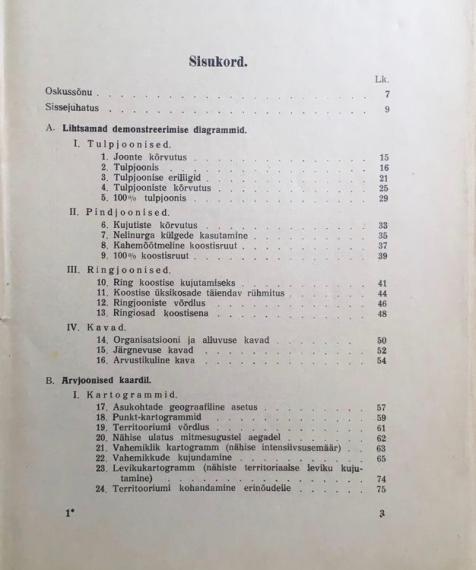 Sisukord.
Lk.
Oskussõnu . . . . . . . . . . . . . . . . . 7
Sissejuhatus . . . . . . . . . . . . . . . . 9
A. Lihtsamad demonstreerimise diagrammid.
I. Tulpjoonised.
1. Joonte kõrvutus . . . . . . . . . . . . 15
2. Tulpjoonis . . . . . . . . . . . . . . 16
3. Tulpjoonise eriliigid . . . . . . . . . . . 21
4. Tulpjooniste kõrvutus . . . . . . . . . . 25
5. 100% tulpjoonis . . . . . . . . . . . . 29
II. Pindjoonised.
6. Kujutiste kõrvutus . . . . . . . . . . . 33
7. Nelinurga külgede kasutamine . . . . . . . . 35
8. Kahemõõtmeline koostisruut . . . . . . . . 37
9. 100% koostisruut . . . . . . . . . . . . 39
III. Ringjoonised.
10. Ring koostise kujutamiseks . . . . . . . . . 41
11. Koostise üksikosade täiendav rühmitus . . . . . . 44
12. Ringjooniste võrdlus . . . . . . . . . . . 46
13. Ringiosad koostisena . . . . . . . . . . . 48
IV. Kavad.
14. Organisatsiooni ja alluvuse kavad . . . . . . . 50
15. Järgnevuse kavad . . . . . . . . . . . . 52
16. Arvustikuline kava . . . . . . . . . . . 54
B. Arvjoonised kaardil.
I. Kartogrammid.
17. Asukohtade geograafiline asetus . . . . . . . 57
18. Punkt-kartogrammid . . . . . . . . . . . 59
19. Territooriumi võrdlus . . . . . . . . . . . 61
20. Nähise ulatus mitmesugustel aegadel . . . . . . 62
21. Vahemiklik kartogramm (nähise intensiivsusemäär) . . 63
22. Vahemikkude kujundamine . . . . . . . . . 65
23. Levikukartogramm (nähiste territoriaalse leviku kuju-
tamine) . . . . . . . . . . . . . . 74
24. Territooriumi kohandamine erinõudeile . . . . . . 75
1*
3